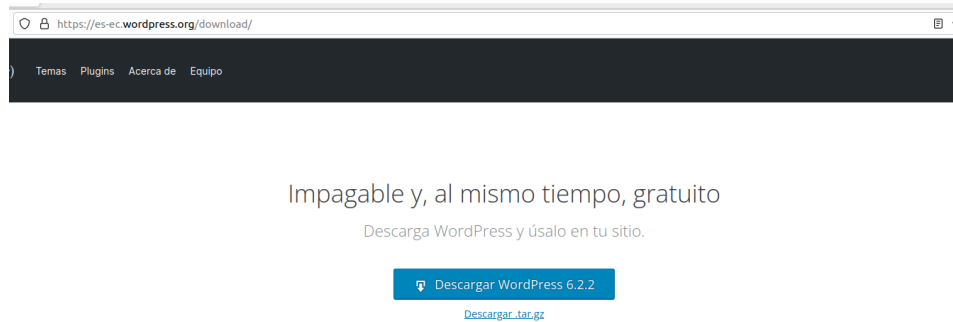 https://es-ec.wordpress.org/download/
Temas Plugins Acerca de Equipo
Impagable y, al mismo tiempo, gratuito
Descarga WordPress y úsalo en tu sitio.
Descargar WordPress 6.2.2
Descargar .tar.gz